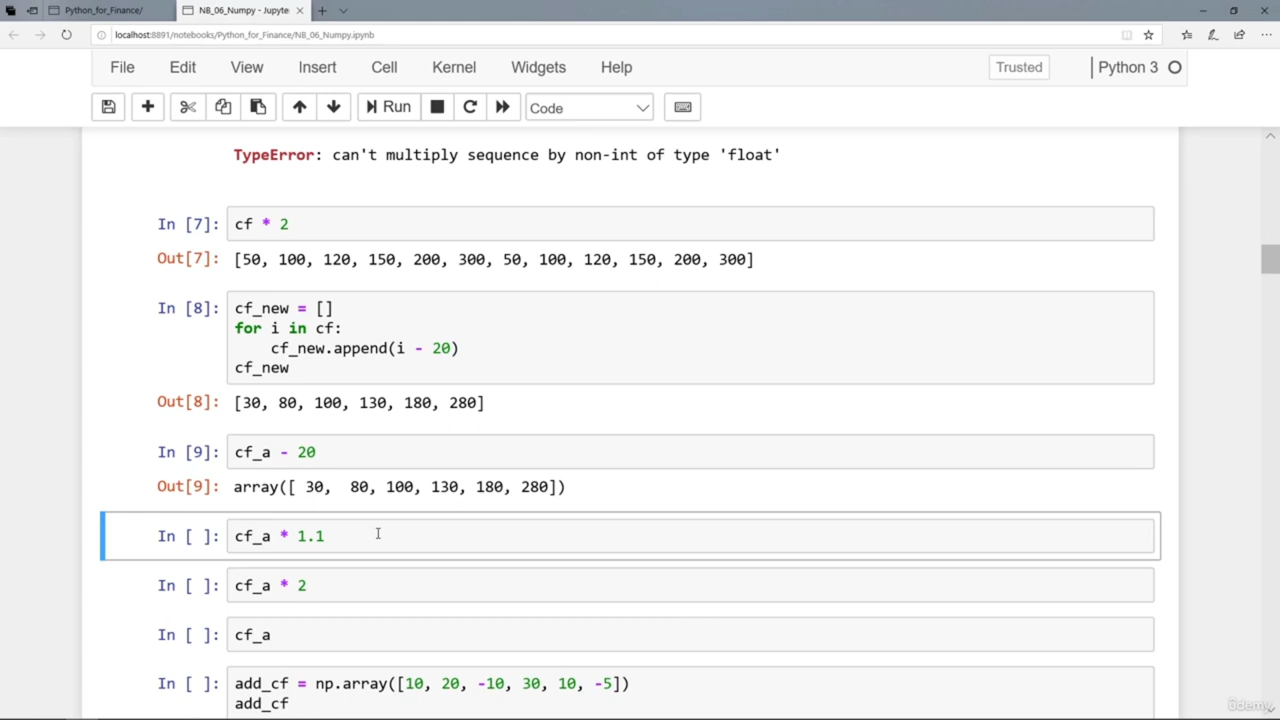 Python_for_Finance/
NB_06_Numpy - Jupyte
localhost:8891/notebooks/Python_for_Finance/NB_06_Numpy.ipynb
File Edit View Insert Cell Kernel Widgets Help Trusted Python 3
Run Code
TypeError: can't multiply sequence by non-int of type 'float'
In [7]: cf * 2
Out[7]: [50, 100, 120, 150, 200, 300, 50, 100, 120, 150, 200, 300]
In [8]: cf_new = []
for i in cf:
    cf_new.append(i - 20)
cf_new
Out[8]: [30, 80, 100, 130, 180, 280]
In [9]: cf_a - 20
Out[9]: array([ 30,  80, 100, 130, 180, 280])
In [ ]: cf_a * 1.1
In [ ]: cf_a * 2
In [ ]: cf_a
In [ ]: add_cf = np.array([10, 20, -10, 30, 10, -5])
add_cf
ûdemy